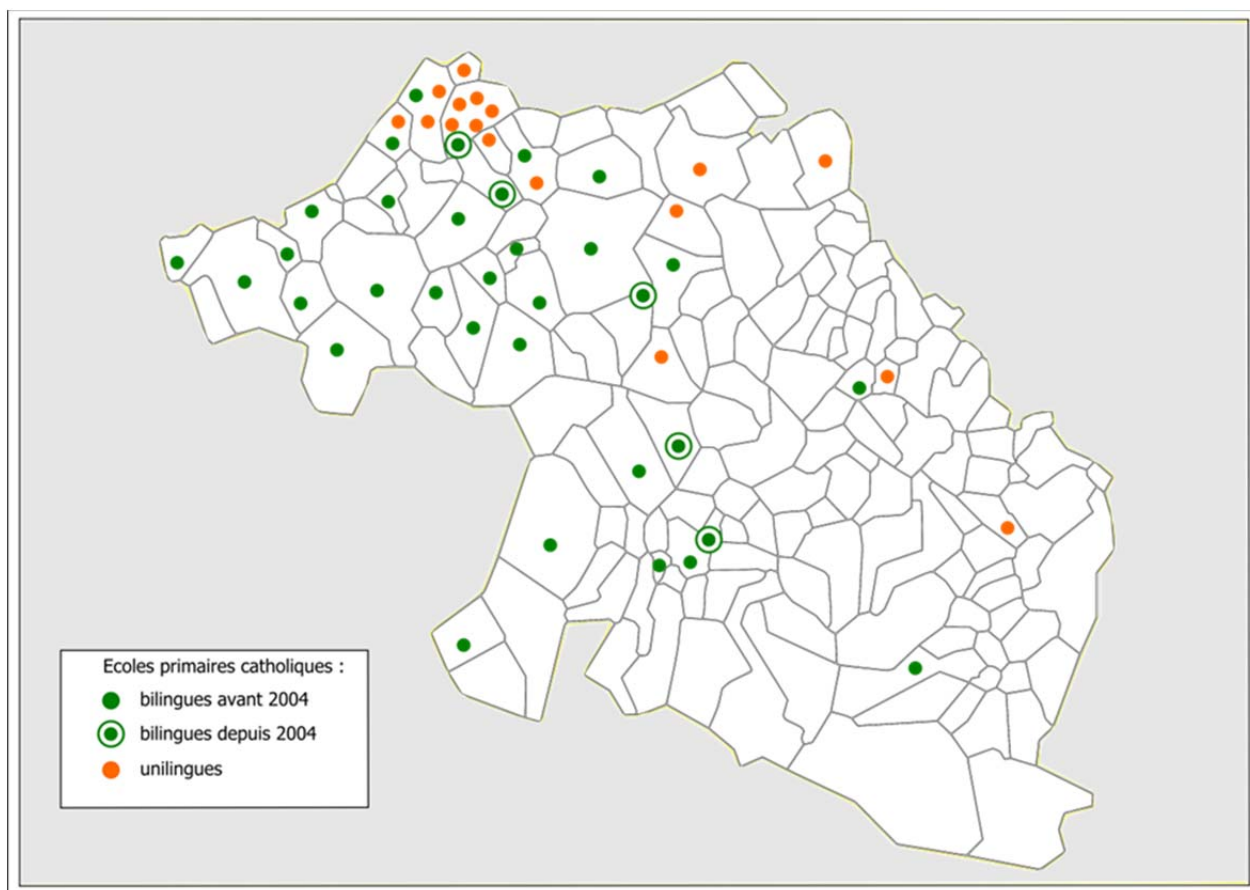 Ecoles primaires catholiques :
bilingues avant 2004
bilingues depuis 2004
unilingues